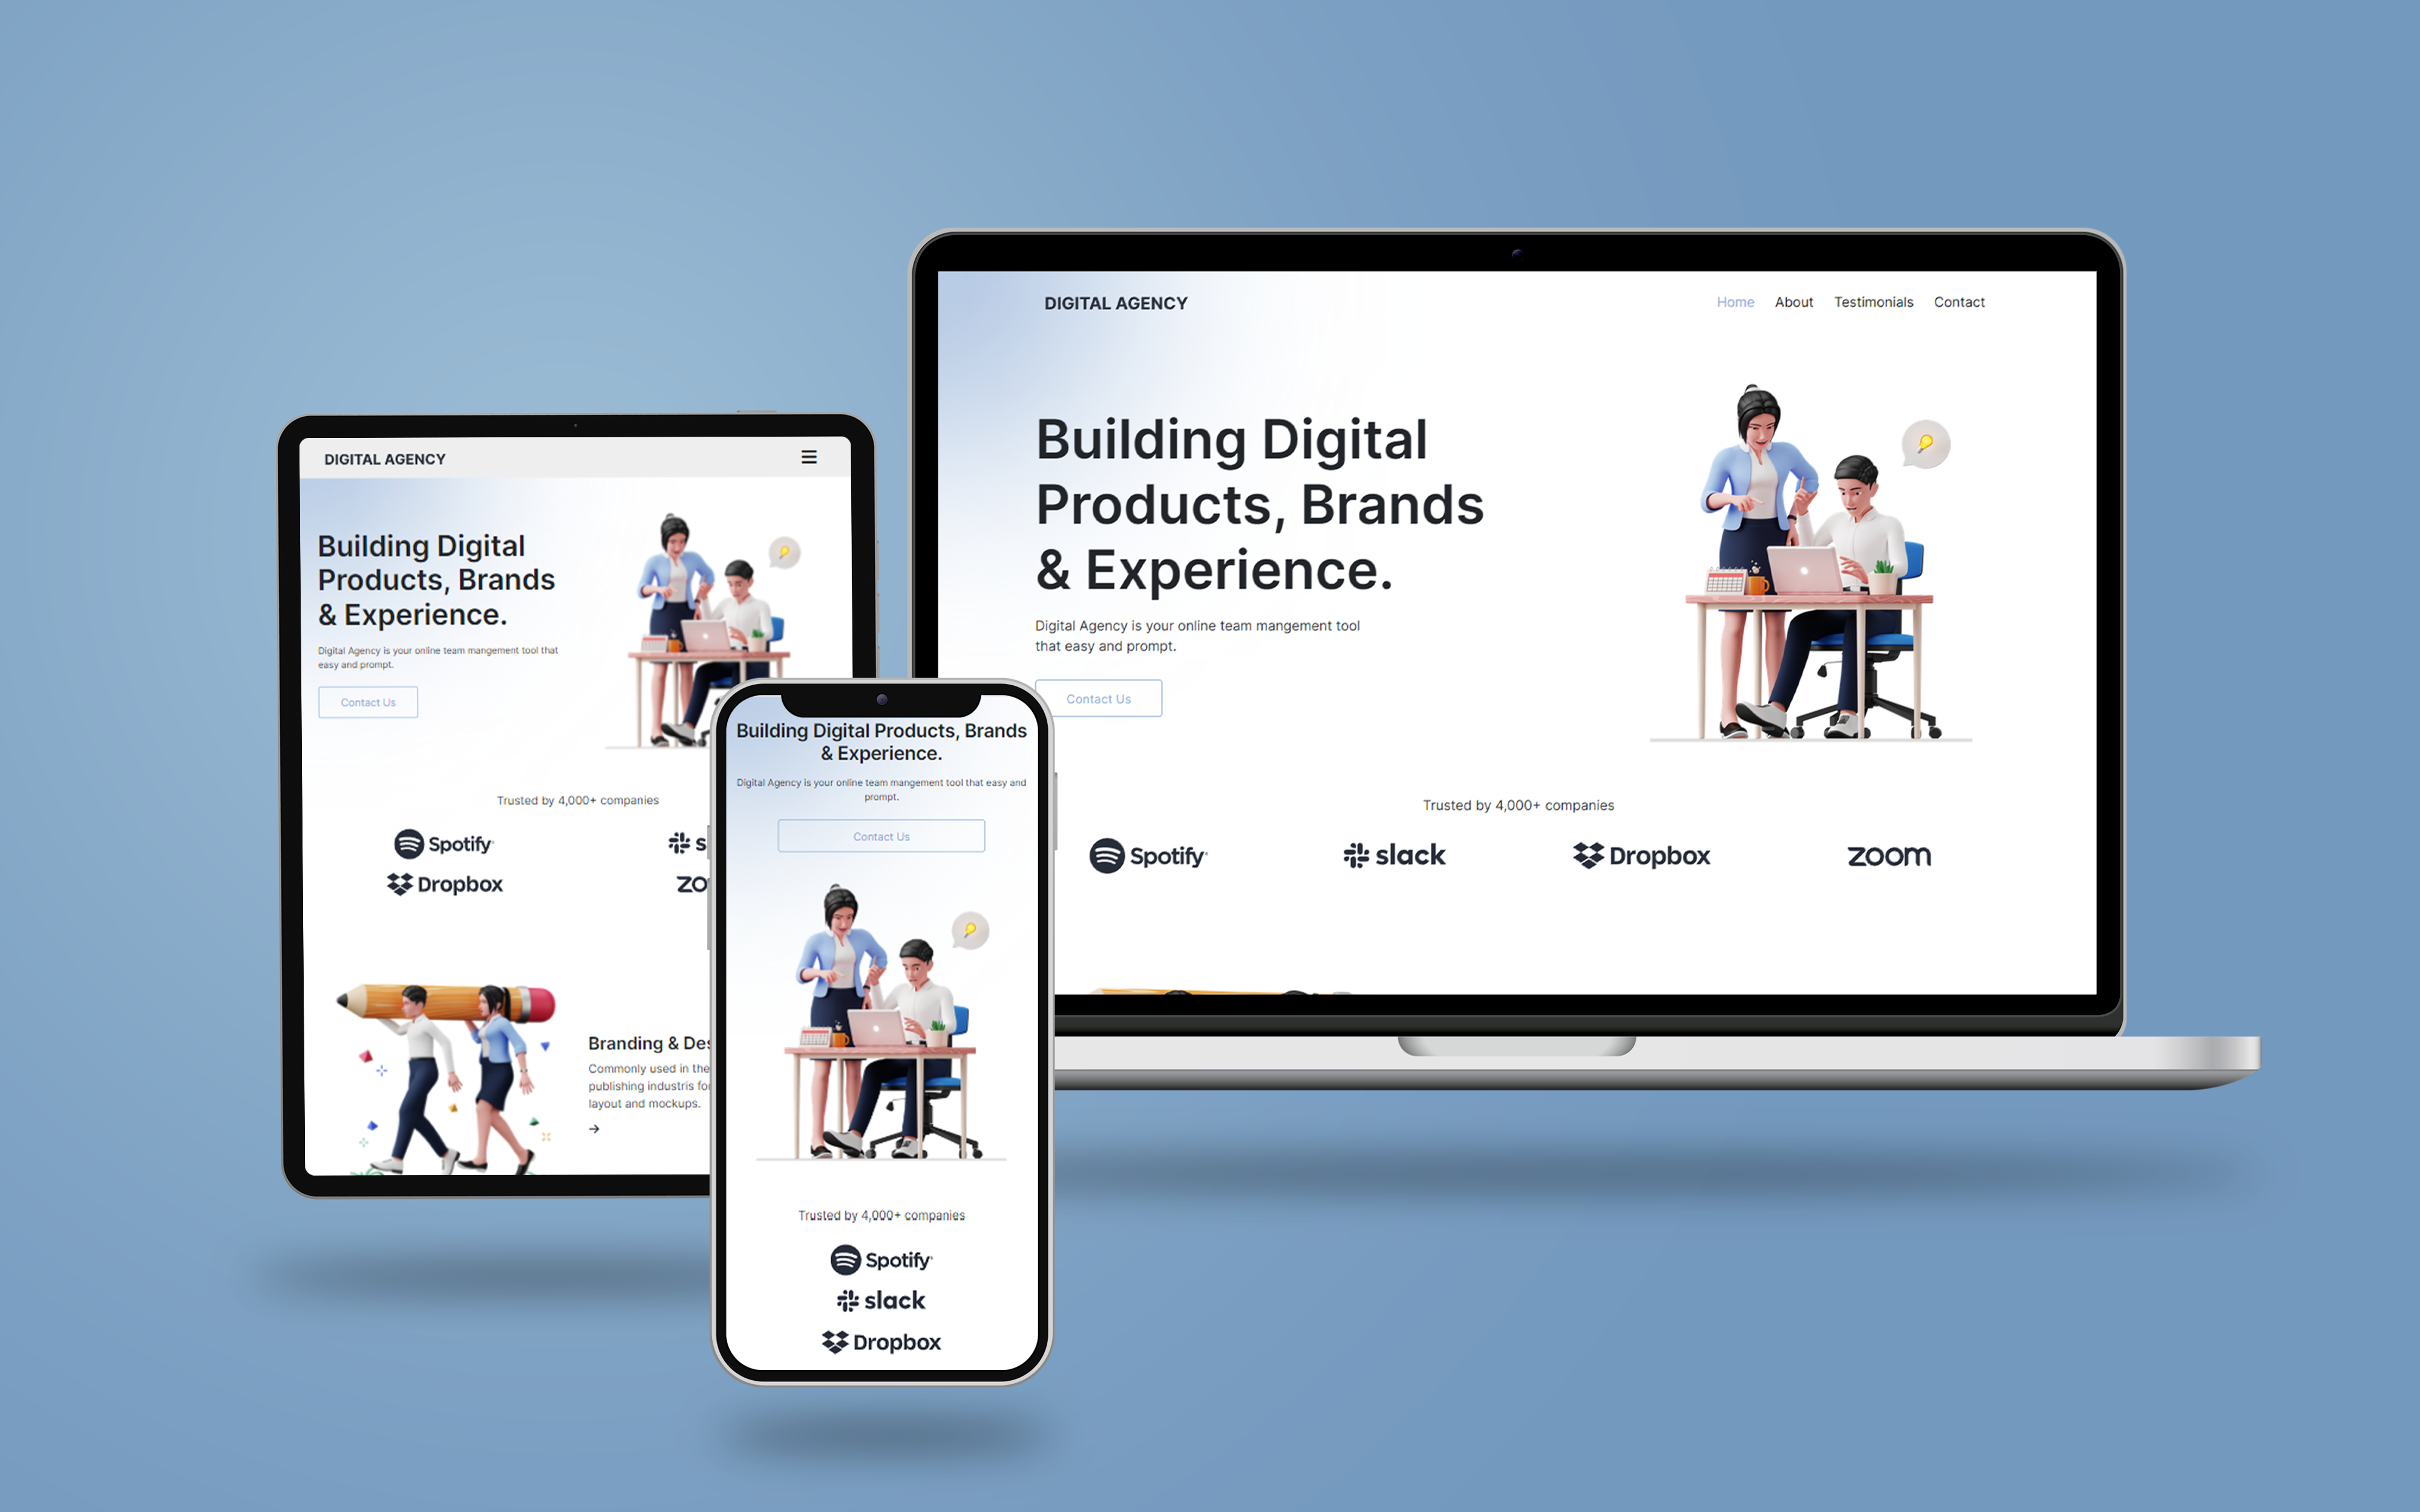 DIGITAL AGENCY
Home About Testimonials Contact
Building Digital
Products, Brands
& Experience.
Digital Agency is your online team mangement tool
that easy and prompt.
Contact Us
Trusted by 4,000+ companies
Spotify slack Dropbox zoom
DIGITAL AGENCY
Building Digital
Products, Brands
& Experience.
Digital Agency is your online team mangement tool that
easy and prompt.
Contact Us
Trusted by 4,000+ companies
Spotify
Dropbox
Branding &
Commonly used in the
publishing industris
layout and mockups.
Building Digital Products, Brands
& Experience.
Digital Agency is your online team mangement tool that easy and
prompt.
Contact Us
Trusted by 4,000+ companies
Spotify
slack
Dropbox